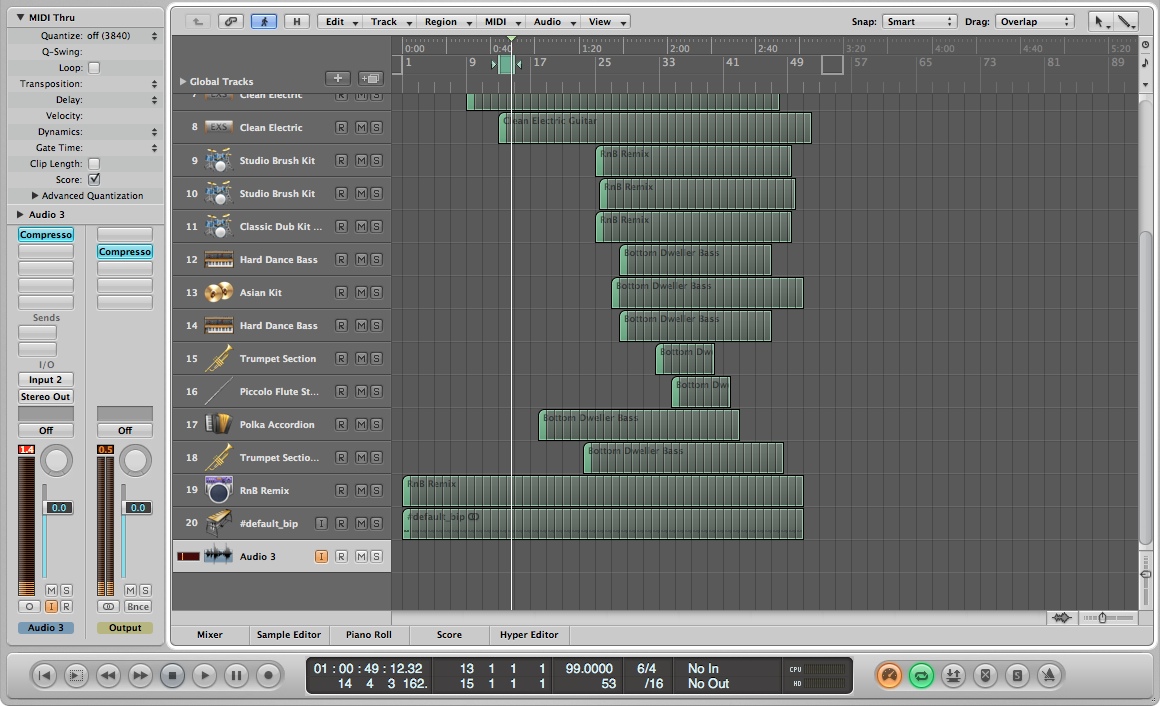 MIDI Thru
Quantize: off (3840)
Q-Swing:
Loop:
Transposition:
Delay:
Velocity:
Dynamics:
Gate Time:
Clip Length:
Score:
Advanced Quantization
Audio 3
Compresso
Compresso
Sends
I/O
Input 2
Stereo Out
Off Off
1.4 0.5
0.0 0.0
M S M S
I R Bnce
Audio 3 Output
H Edit Track Region MIDI Audio View Snap: Smart Drag: Overlap
0:00 0:40 1:20 2:00 2:40 3:20 4:00 4:40 5:20
1 9 17 25 33 41 49 57 65 73 81 89
Global Tracks
7 EXS Clean Electric R M S
8 EXS Clean Electric R M S Clean Electric Guitar
9 Studio Brush Kit R M S RnB Remix
10 Studio Brush Kit R M S RnB Remix
11 Classic Dub Kit ... R M S RnB Remix
12 Hard Dance Bass R M S Bottom Dweller Bass
13 Asian Kit R M S Bottom Dweller Bass
14 Hard Dance Bass R M S Bottom Dweller Bass
15 Trumpet Section R M S Bottom Dwe
16 Piccolo Flute St... R M S Bottom Dwe
17 Polka Accordion R M S Bottom Dweller Bass
18 Trumpet Sectio... R M S Bottom Dweller Bass
19 RnB Remix R M S RnB Remix
20 #default_bip I R M S #default_bip
Audio 3 I R M S
Mixer Sample Editor Piano Roll Score Hyper Editor
01 : 00 : 49 : 12.32 13 1 1 1 99.0000 6/4 No In CPU
14 4 3 162. 15 1 1 1 53 /16 No Out HD
S